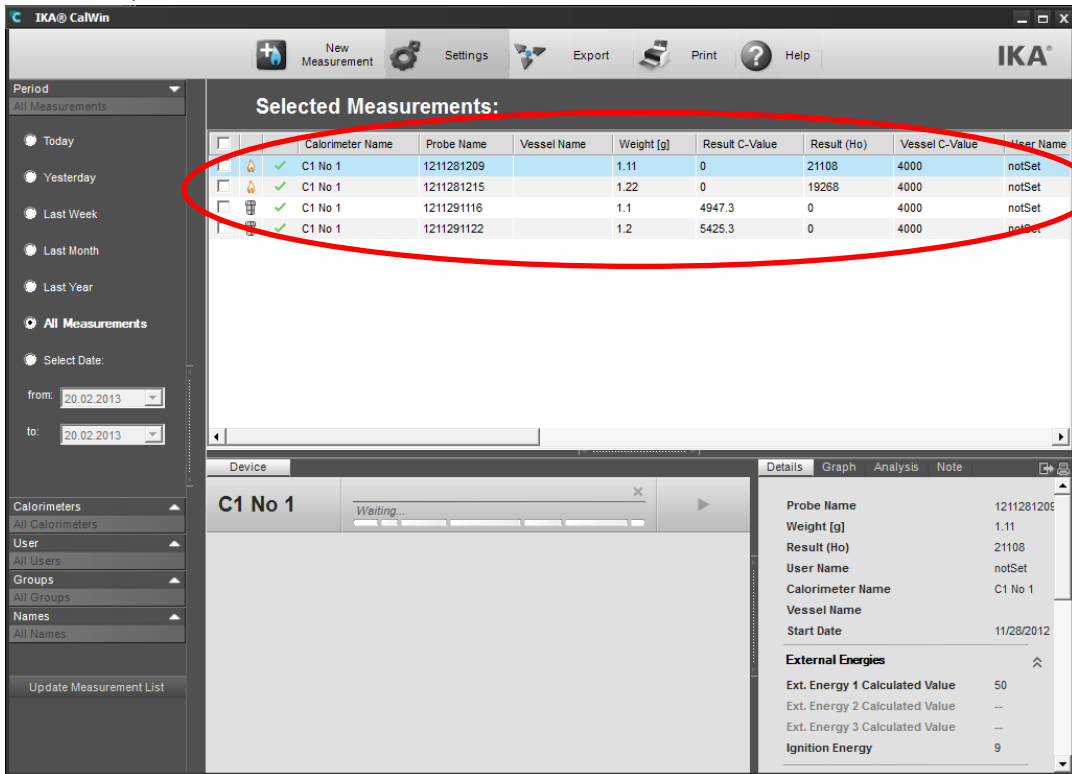 IKA® CalWin
New Measurement Settings Export Print Help IKA®
Period
All Measurements
Today
Yesterday
Last Week
Last Month
Last Year
All Measurements
Select Date:
from: 20.02.2013
to: 20.02.2013
Calorimeters
All Calorimeters
User
All Users
Groups
All Groups
Names
All Names
Update Measurement List
Selected Measurements:
Calorimeter Name Probe Name Vessel Name Weight [g] Result C-Value Result (Ho) Vessel C-Value User Name
C1 No 1 1211281209 1.11 0 21108 4000 notSet
C1 No 1 1211281215 1.22 0 19268 4000 notSet
C1 No 1 1211291116 1.1 4947.3 0 4000 notSet
C1 No 1 1211291122 1.2 5425.3 0 4000 notSet
Device
C1 No 1 Waiting...
Details Graph Analysis Note
Probe Name 1211281209
Weight [g] 1.11
Result (Ho) 21108
User Name notSet
Calorimeter Name C1 No 1
Vessel Name
Start Date 11/28/2012
External Energies
Ext. Energy 1 Calculated Value 50
Ext. Energy 2 Calculated Value --
Ext. Energy 3 Calculated Value --
Ignition Energy 9